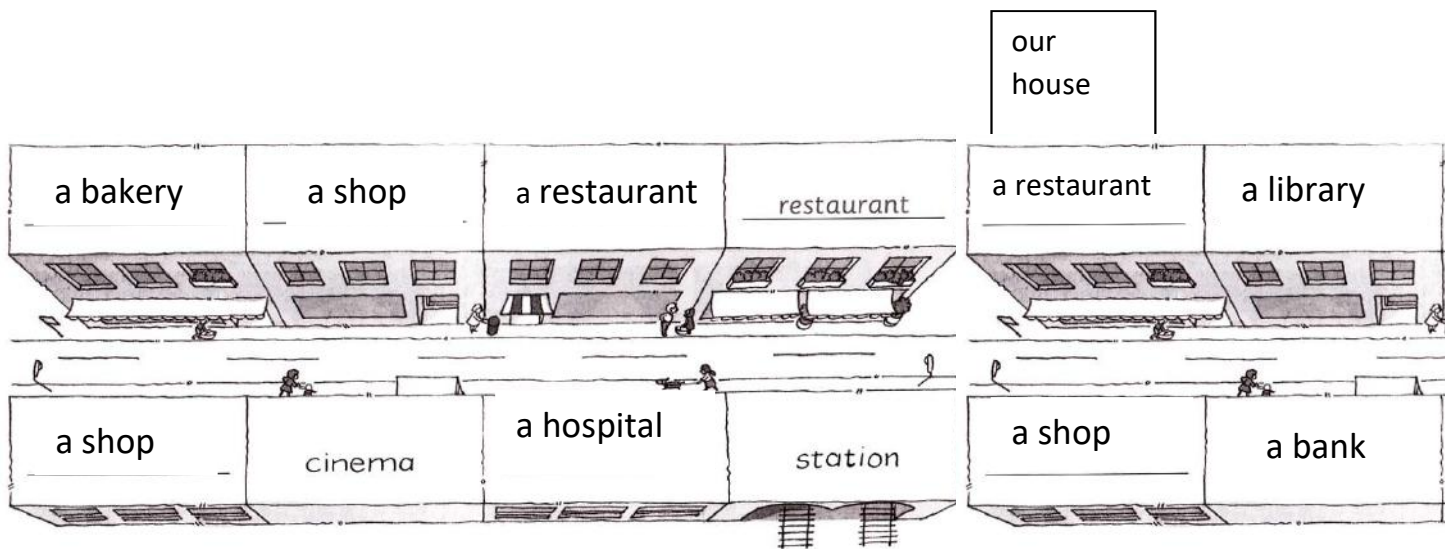 our
house
a bakery
a shop
a restaurant
restaurant
a restaurant
a library
a shop
cinema
a hospital
station
a shop
a bank